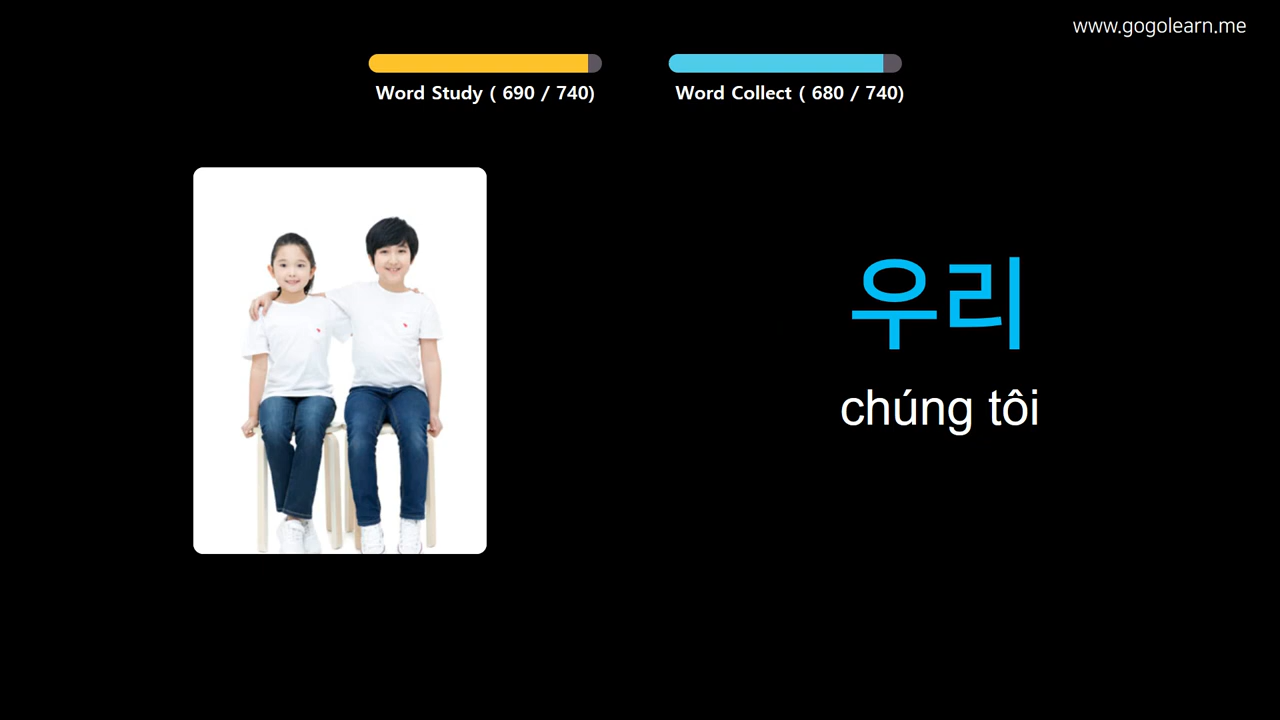 www.gogolearn.me
Word Study ( 690 / 740)
Word Collect ( 680 / 740)
우리
chúng tôi